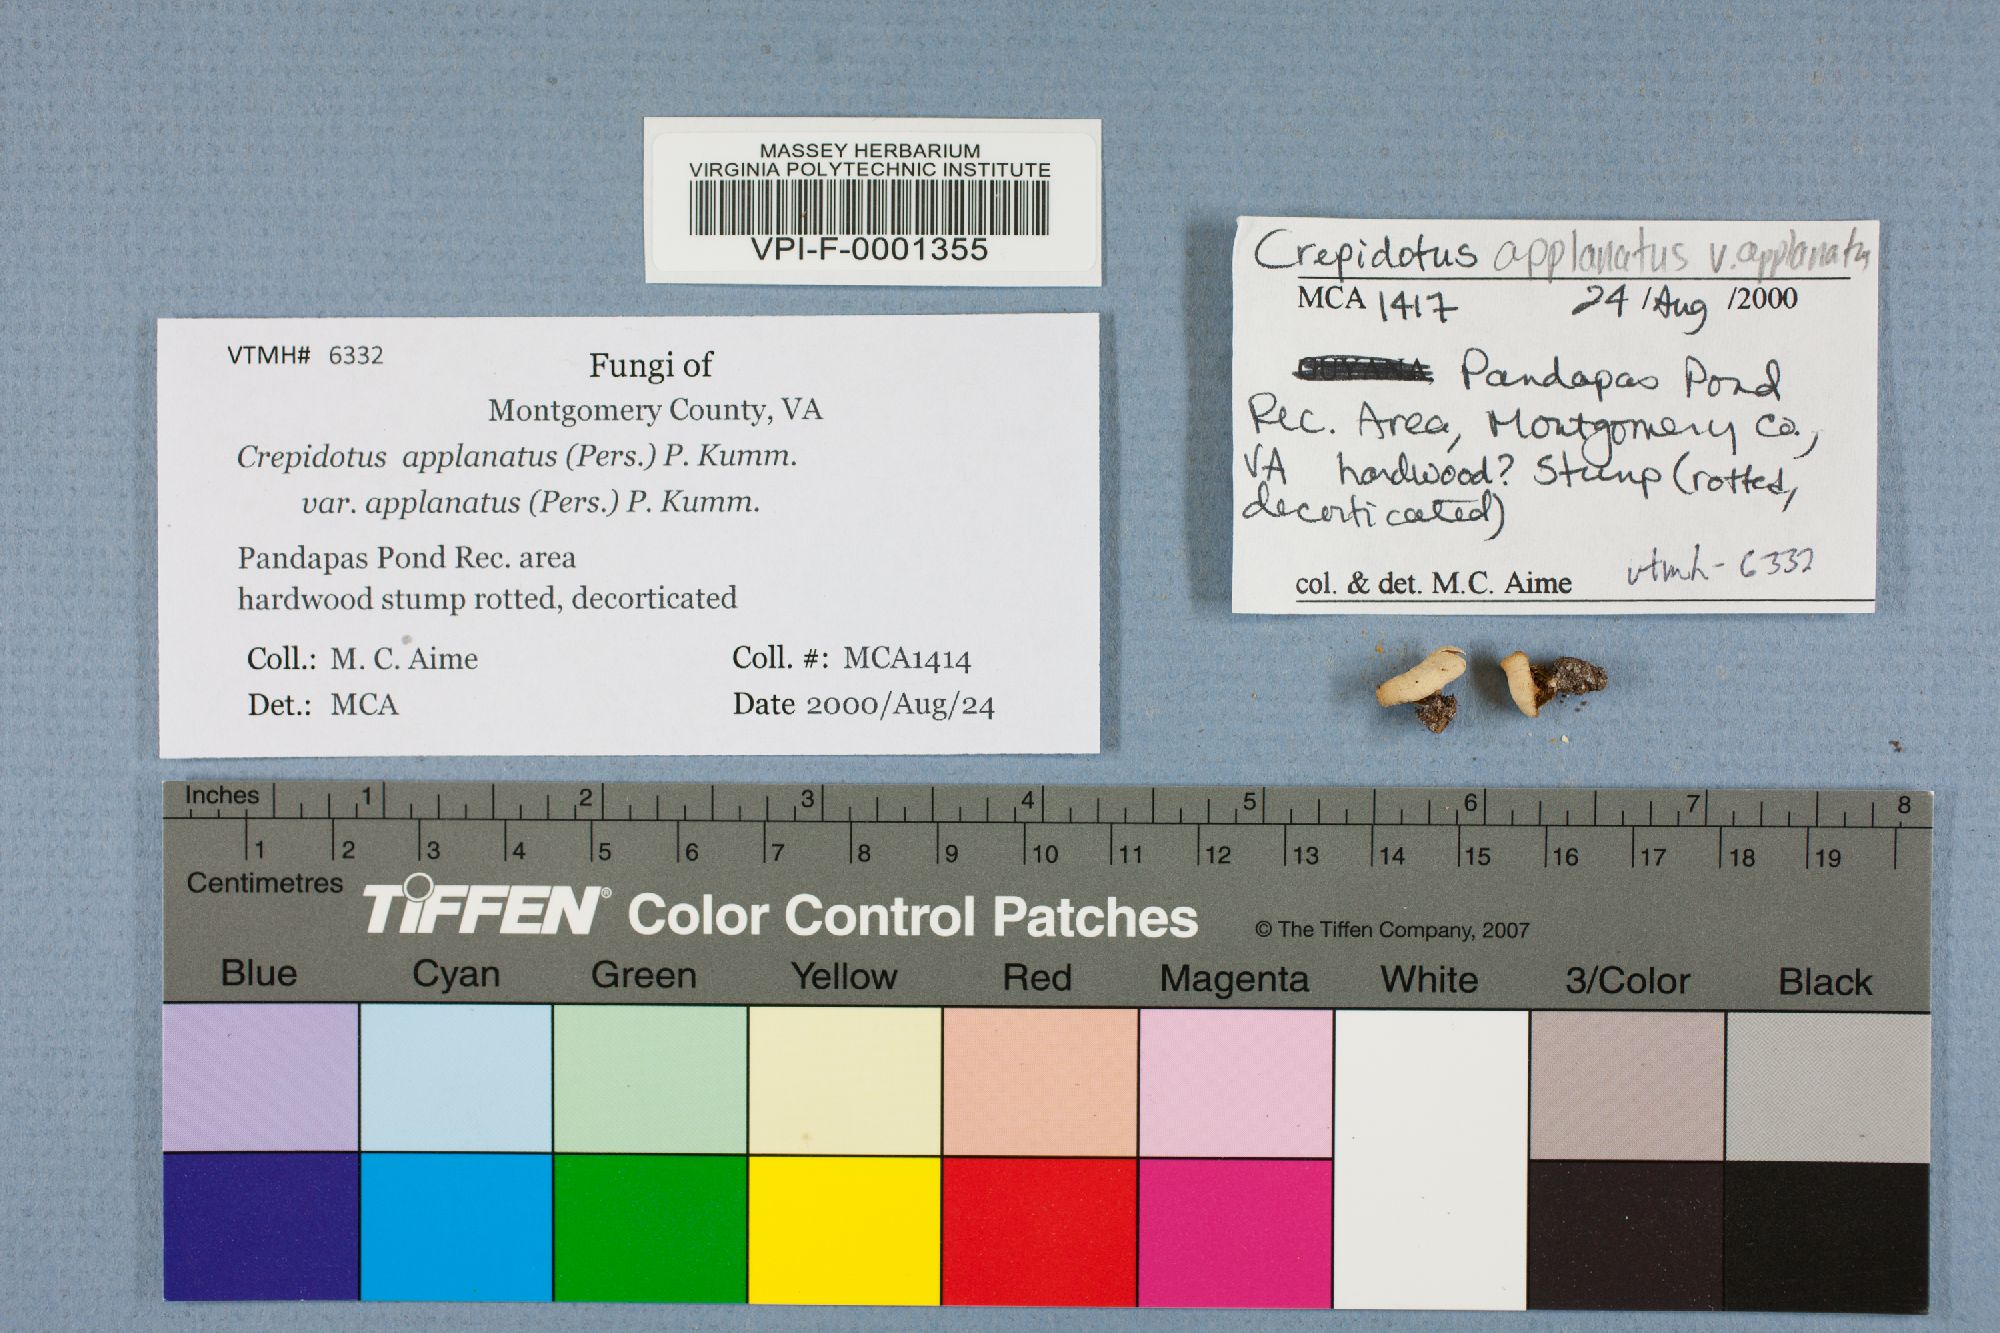 MASSEY HERBARIUM
VIRGINIA POLYTECHNIC INSTITUTE
VPI-F-0001355
VTMH# 6332
Fungi of
Montgomery County, VA
Crepidotus applanatus (Pers.) P. Kumm.
var. applanatus (Pers.) P. Kumm.
Pandapas Pond Rec. area
hardwood stump rotted, decorticated
Coll.: M. C. Aime Coll. #: MCA1414
Det.: MCA Date 2000/Aug/24
Crepidotus applanatus v. applanatus
MCA 1417 24 /Aug /2000
GUYANA, Pandapas Pond
Rec. Area, Montgomery Co.,
VA hardwood? Stump (rotted,
decorticated)
vtmh-6332
col. & det. M.C. Aime
Inches 1 2 3 4 5 6 7 8
1 2 3 4 5 6 7 8 9 10 11 12 13 14 15 16 17 18 19
Centimetres
TIFFEN® Color Control Patches © The Tiffen Company, 2007
Blue Cyan Green Yellow Red Magenta White 3/Color Black